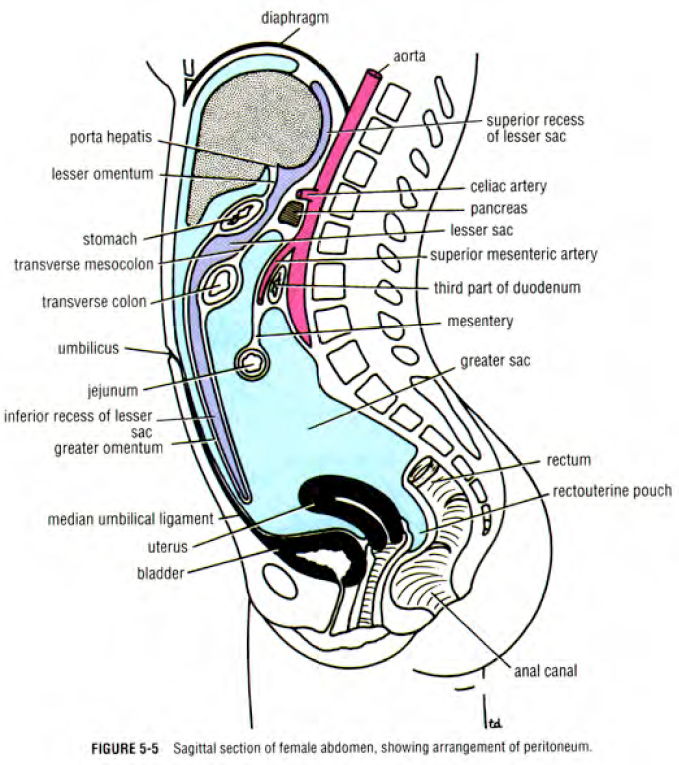 diaphragm
aorta
superior recess
of lesser sac
porta hepatis
lesser omentum
celiac artery
pancreas
lesser sac
stomach
superior mesenteric artery
transverse mesocolon
third part of duodenum
transverse colon
mesentery
umbilicus
greater sac
jejunum
inferior recess of lesser
sac
greater omentum
rectum
rectouterine pouch
median umbilical ligament
uterus
bladder
anal canal
td
FIGURE 5-5 Sagittal section of female abdomen, showing arrangement of peritoneum.